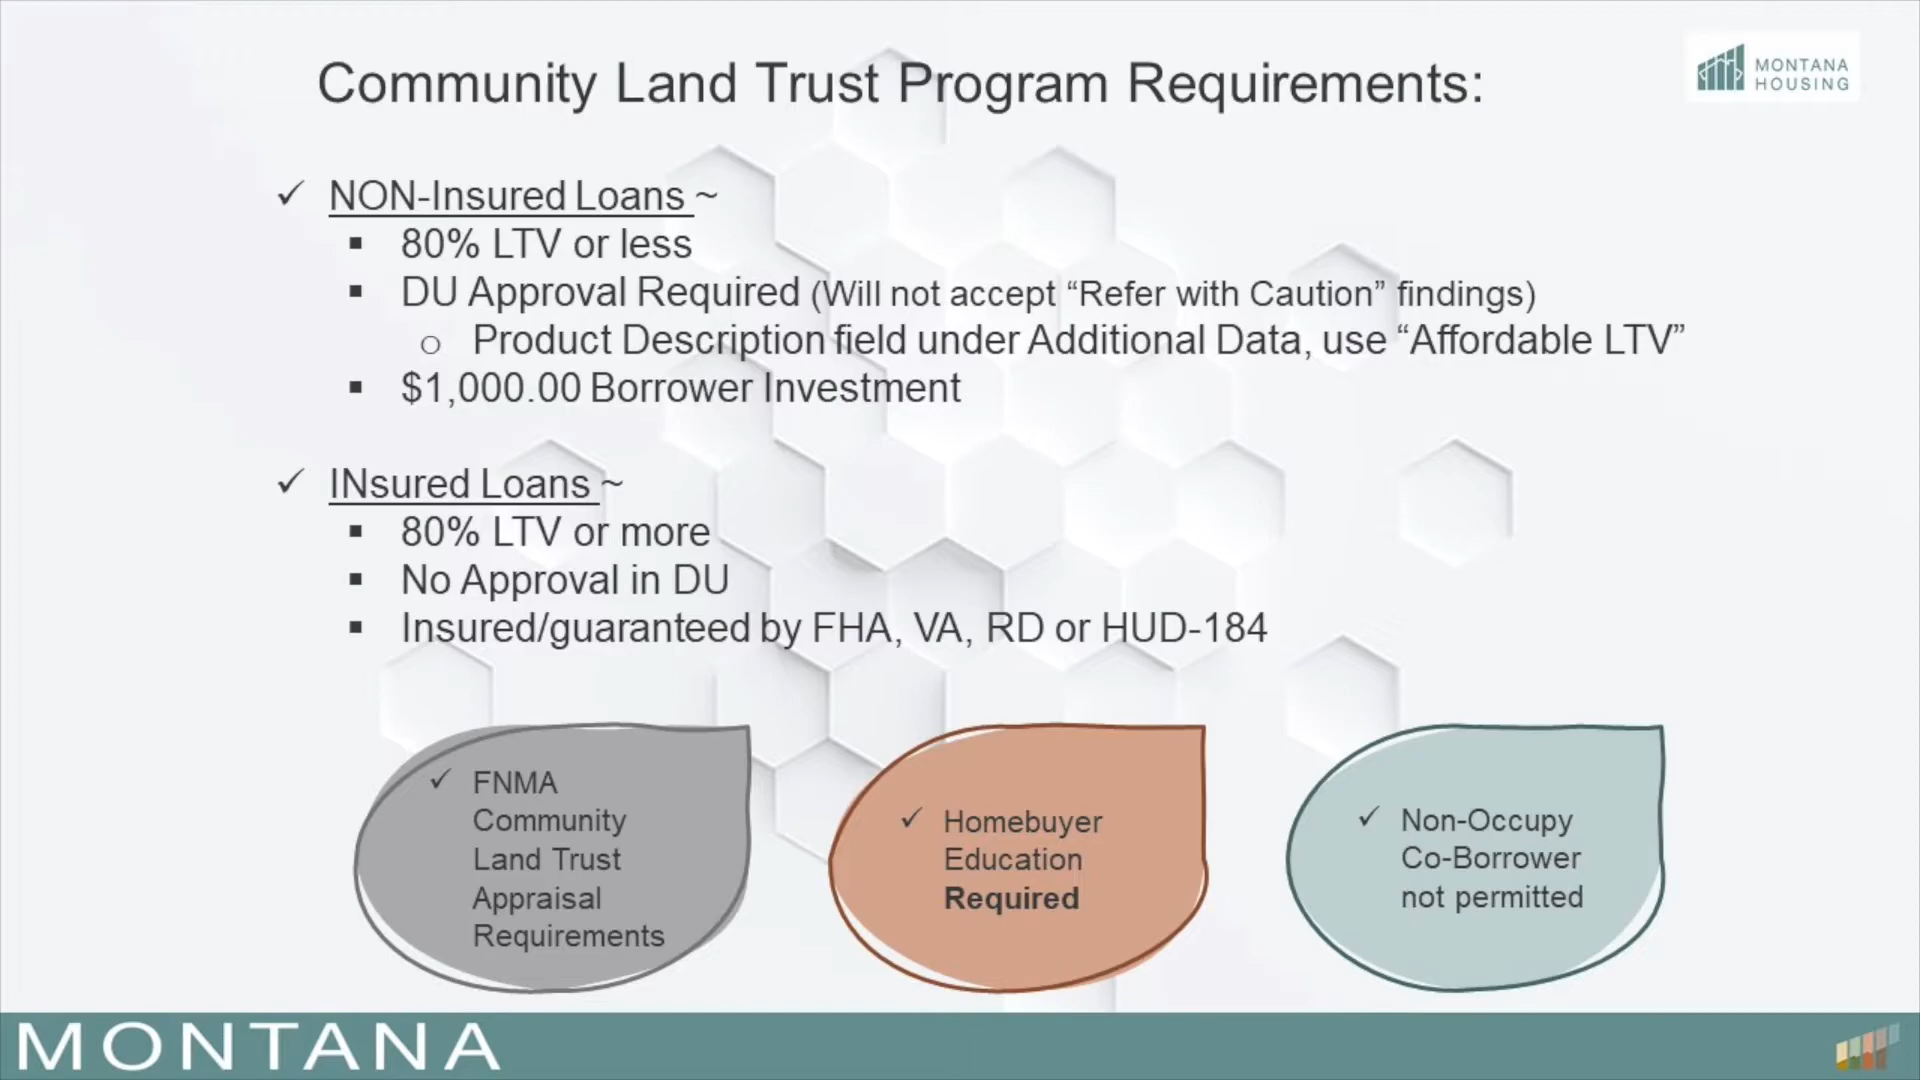 Community Land Trust Program Requirements:
MONTANA
HOUSING
✓ NON-Insured Loans ~
▪ 80% LTV or less
▪ DU Approval Required (Will not accept “Refer with Caution” findings)
o Product Description field under Additional Data, use “Affordable LTV”
▪ $1,000.00 Borrower Investment
✓ INsured Loans ~
▪ 80% LTV or more
▪ No Approval in DU
▪ Insured/guaranteed by FHA, VA, RD or HUD-184
✓ FNMA
Community
Land Trust
Appraisal
Requirements
✓ Homebuyer
Education
Required
✓ Non-Occupy
Co-Borrower
not permitted
MONTANA